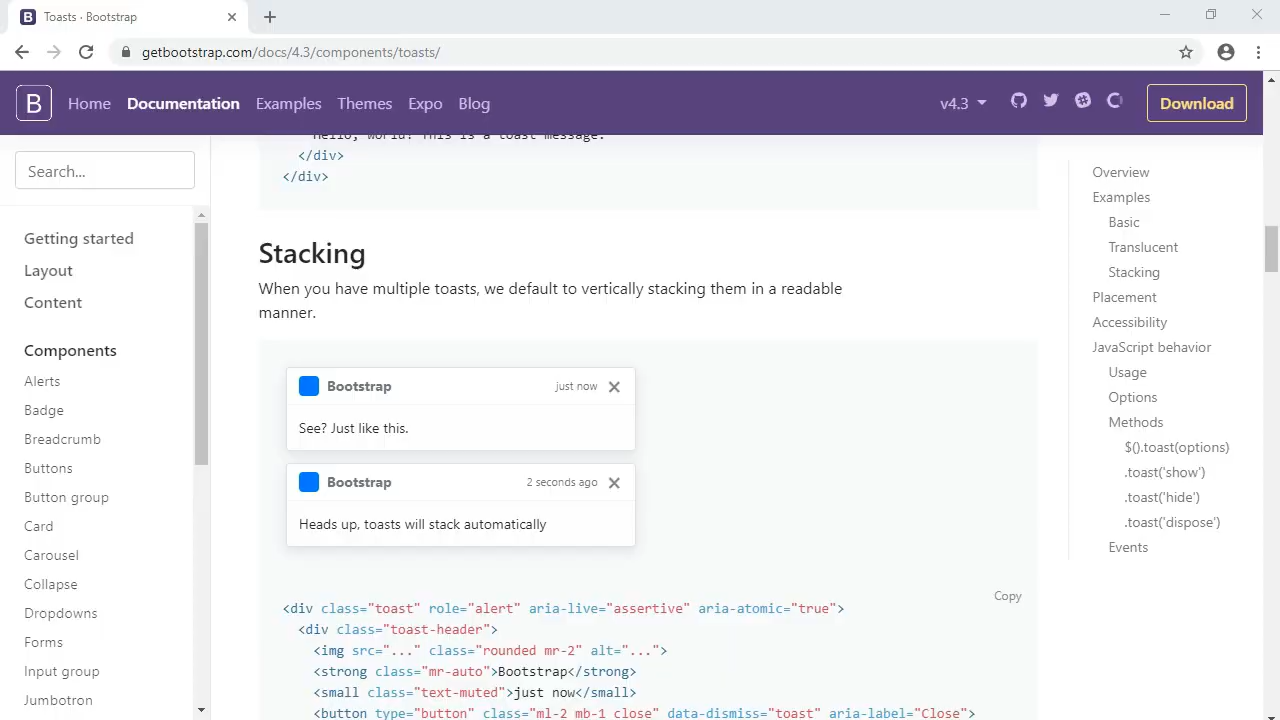 Toasts · Bootstrap
getbootstrap.com/docs/4.3/components/toasts/
B Home Documentation Examples Themes Expo Blog v4.3 Download
Search...
Getting started
Layout
Content
Components
Alerts
Badge
Breadcrumb
Buttons
Button group
Card
Carousel
Collapse
Dropdowns
Forms
Input group
Jumbotron
Hello, world! This is a toast message.
</div>
</div>
Stacking
When you have multiple toasts, we default to vertically stacking them in a readable
manner.
Bootstrap just now
See? Just like this.
Bootstrap 2 seconds ago
Heads up, toasts will stack automatically
Copy
<div class="toast" role="alert" aria-live="assertive" aria-atomic="true">
<div class="toast-header">
<img src="..." class="rounded mr-2" alt="...">
<strong class="mr-auto">Bootstrap</strong>
<small class="text-muted">just now</small>
<button type="button" class="ml-2 mb-1 close" data-dismiss="toast" aria-label="Close">
Overview
Examples
Basic
Translucent
Stacking
Placement
Accessibility
JavaScript behavior
Usage
Options
Methods
$().toast(options)
.toast('show')
.toast('hide')
.toast('dispose')
Events